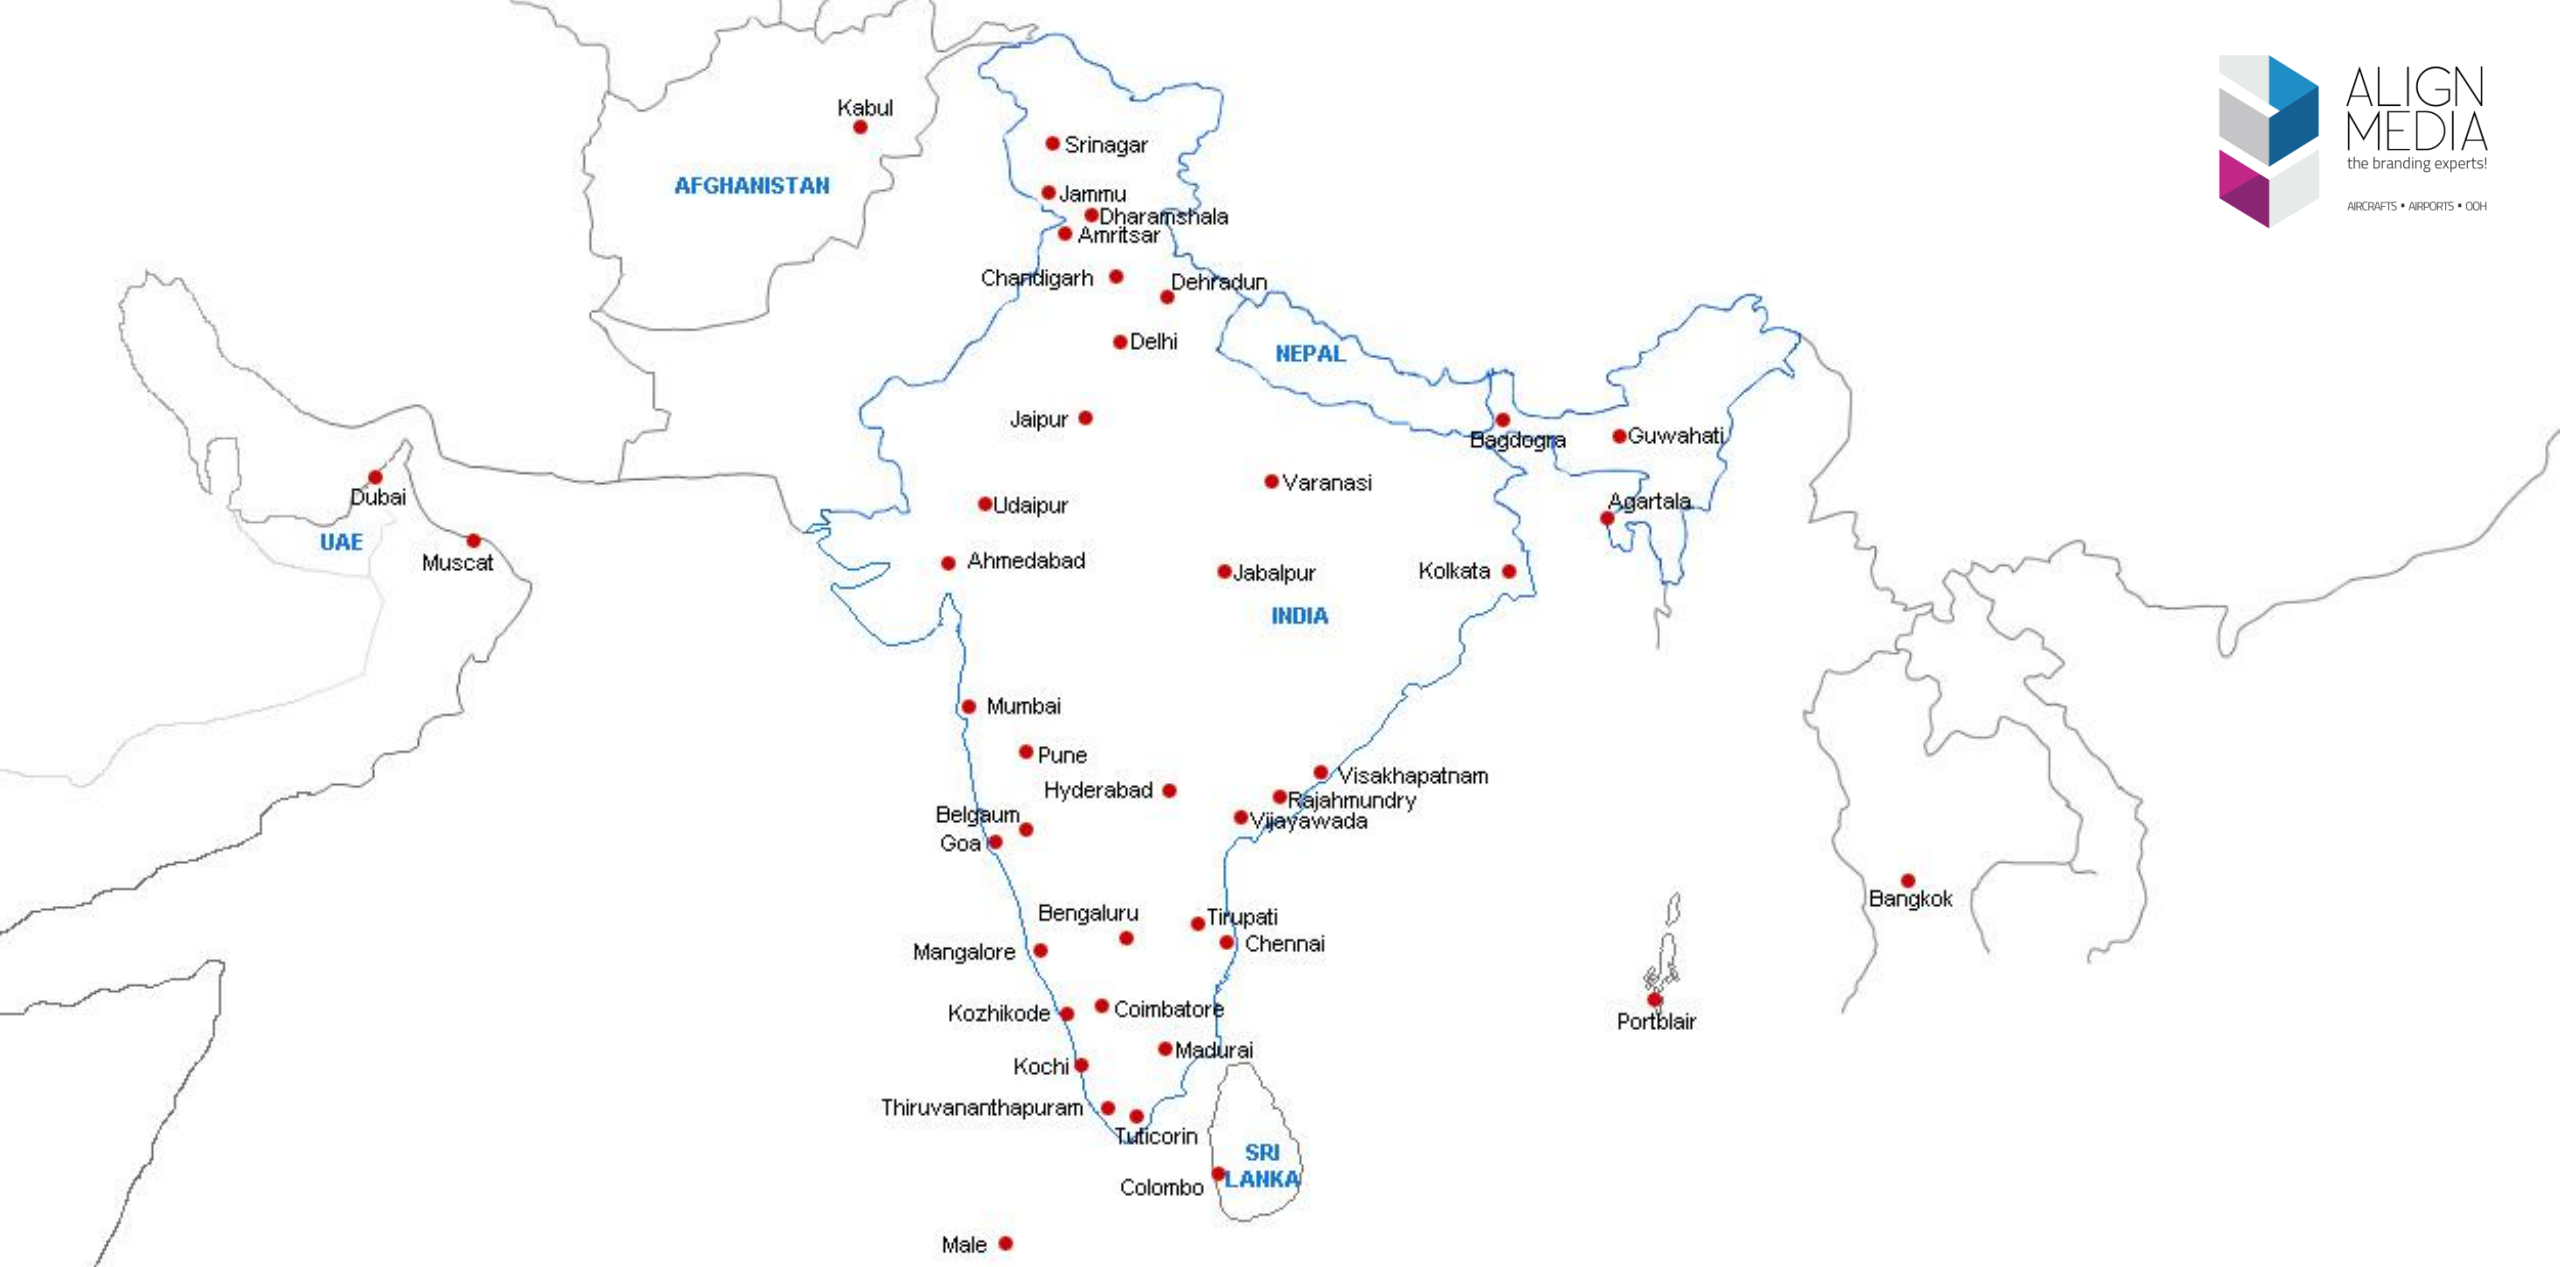 ALIGN
MEDIA
the branding experts!
AIRCRAFTS • AIRPORTS • OOH
Kabul
Srinagar
AFGHANISTAN
Jammu
Dharamshala
Amritsar
Chandigarh
Dehradun
Delhi
NEPAL
Jaipur
Bagdogra
Guwahati
Varanasi
Dubai
Udaipur
Agartala
UAE
Muscat
Ahmedabad
Jabalpur
Kolkata
INDIA
Mumbai
Pune
Visakhapatnam
Hyderabad
Rajahmundry
Belgaum
Vijayawada
Goa
Bangkok
Bengaluru
Tirupati
Chennai
Mangalore
Coimbatore
Kozhikode
Portblair
Madurai
Kochi
Thiruvananthapuram
Tuticorin
SRI
LANKA
Colombo
Male